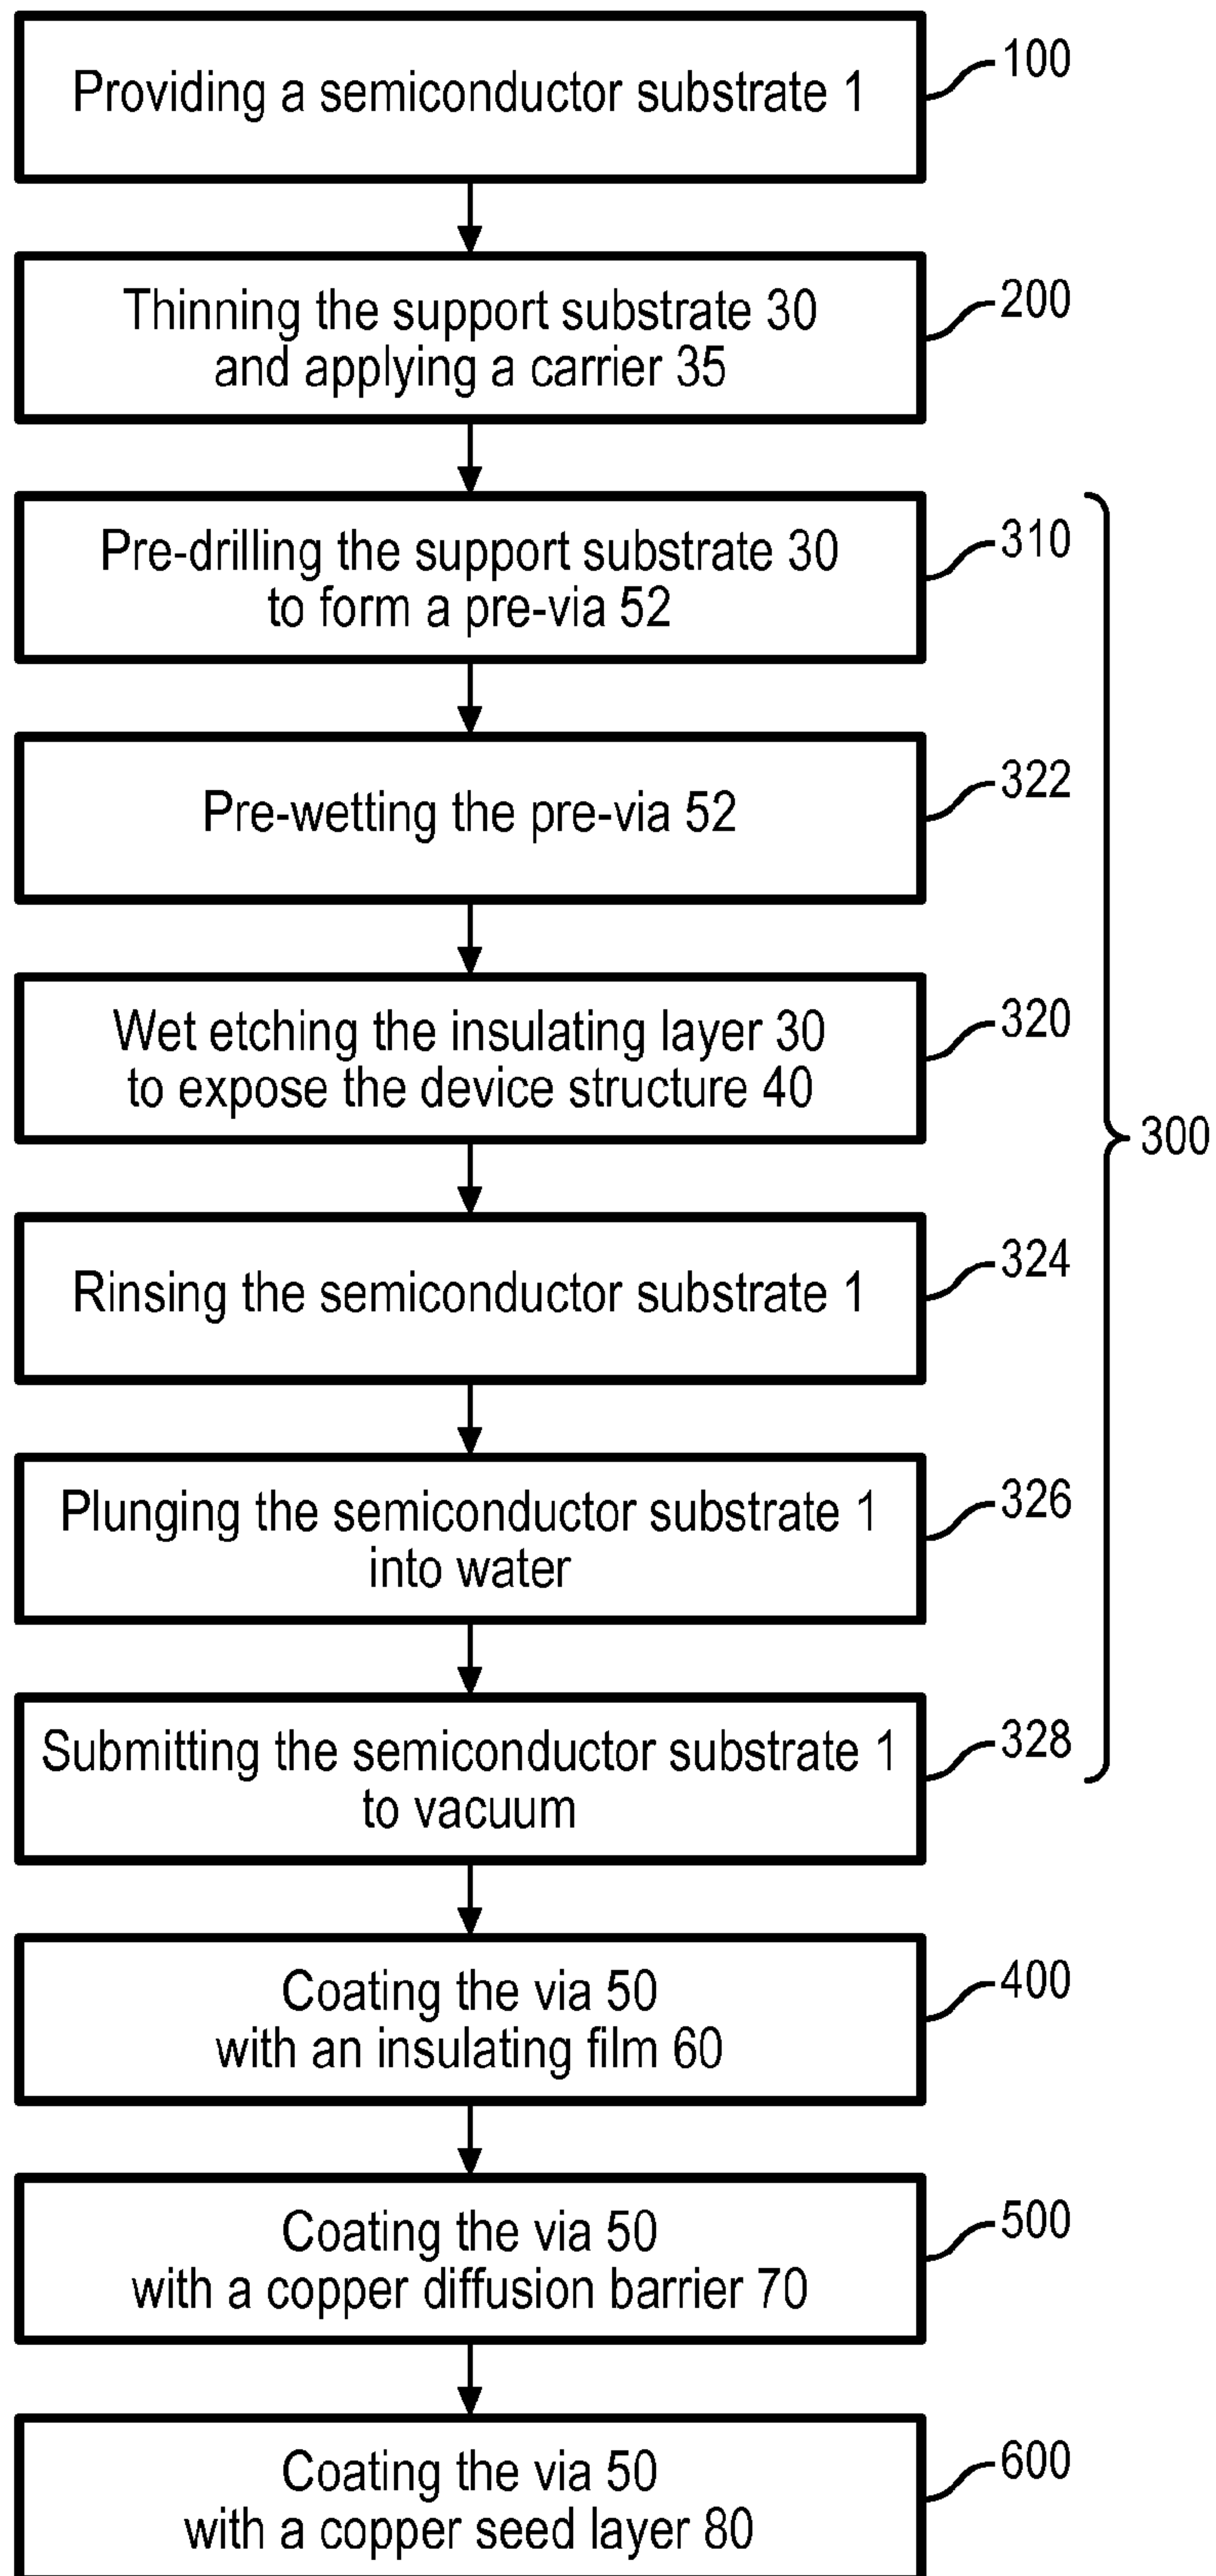 Providing a semiconductor substrate 1
100
Thinning the support substrate 30
and applying a carrier 35
200
Pre-drilling the support substrate 30
to form a pre-via 52
310
Pre-wetting the pre-via 52
322
Wet etching the insulating layer 30
to expose the device structure 40
320
300
Rinsing the semiconductor substrate 1
324
Plunging the semiconductor substrate 1
into water
326
Submitting the semiconductor substrate 1
to vacuum
328
Coating the via 50
with an insulating film 60
400
Coating the via 50
with a copper diffusion barrier 70
500
Coating the via 50
with a copper seed layer 80
600